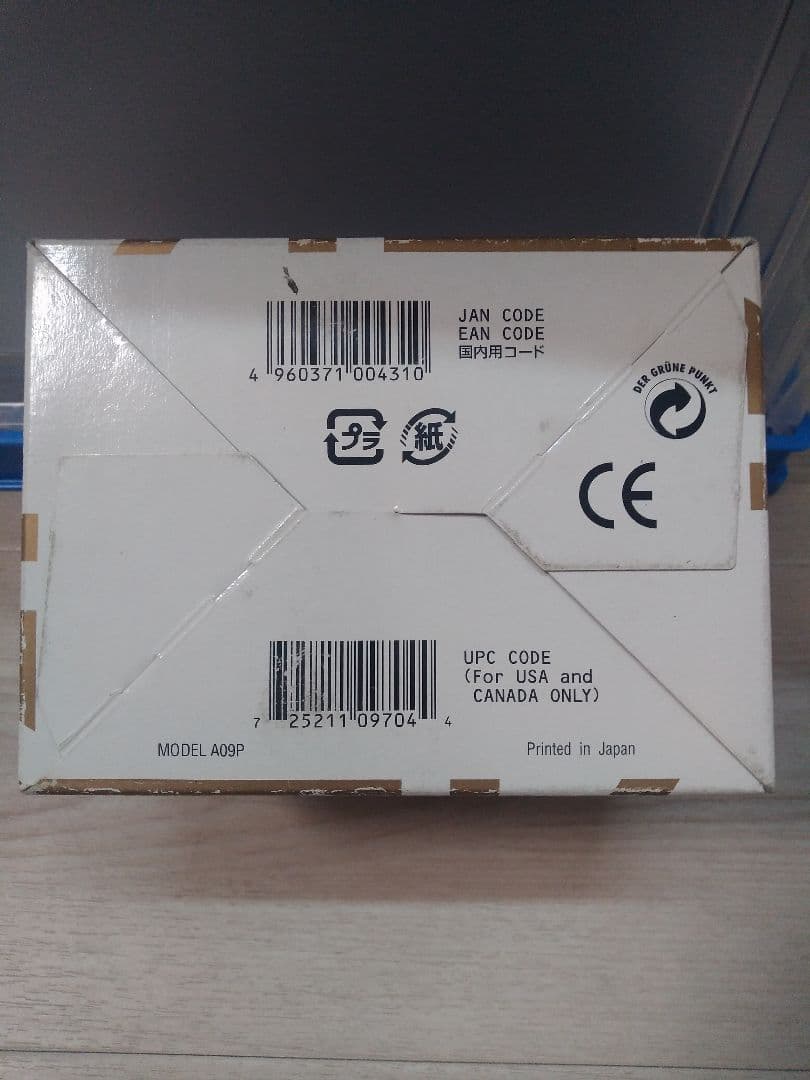 JAN CODE
EAN CODE
国内用コード
4 960371 004310
プラ
紙
DER GRÜNE PUNKT
CE
UPC CODE
(For USA and
CANADA ONLY)
7 25211 09704 4
MODEL A09P
Printed in Japan